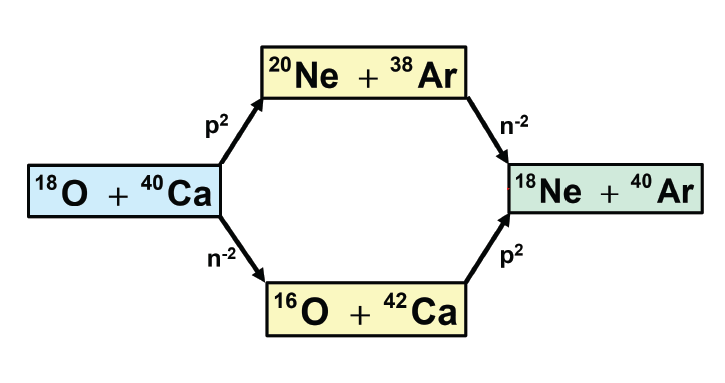 ²⁰Ne + ³⁸Ar
p²
n⁻²
¹⁸O + ⁴⁰Ca
¹⁸Ne + ⁴⁰Ar
n⁻²
p²
¹⁶O + ⁴²Ca